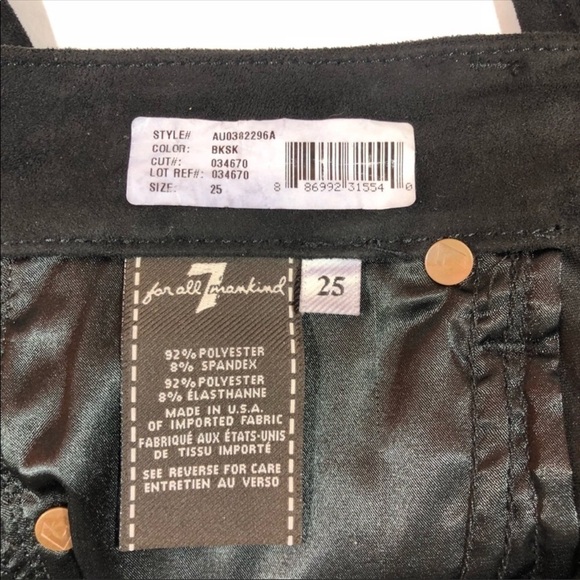 STYLE# AU0382296A
COLOR: BKSK
CUT#: 034670
LOT REF#: 034670
SIZE: 25
8 86992 31554 0
for all 7 mankind
25
92% POLYESTER
8% SPANDEX
92% POLYESTER
8% ÉLASTHANNE
MADE IN U.S.A.
OF IMPORTED FABRIC
FABRIQUÉ AUX ÉTATS-UNIS
DE TISSU IMPORTÉ
SEE REVERSE FOR CARE
ENTRETIEN AU VERSO